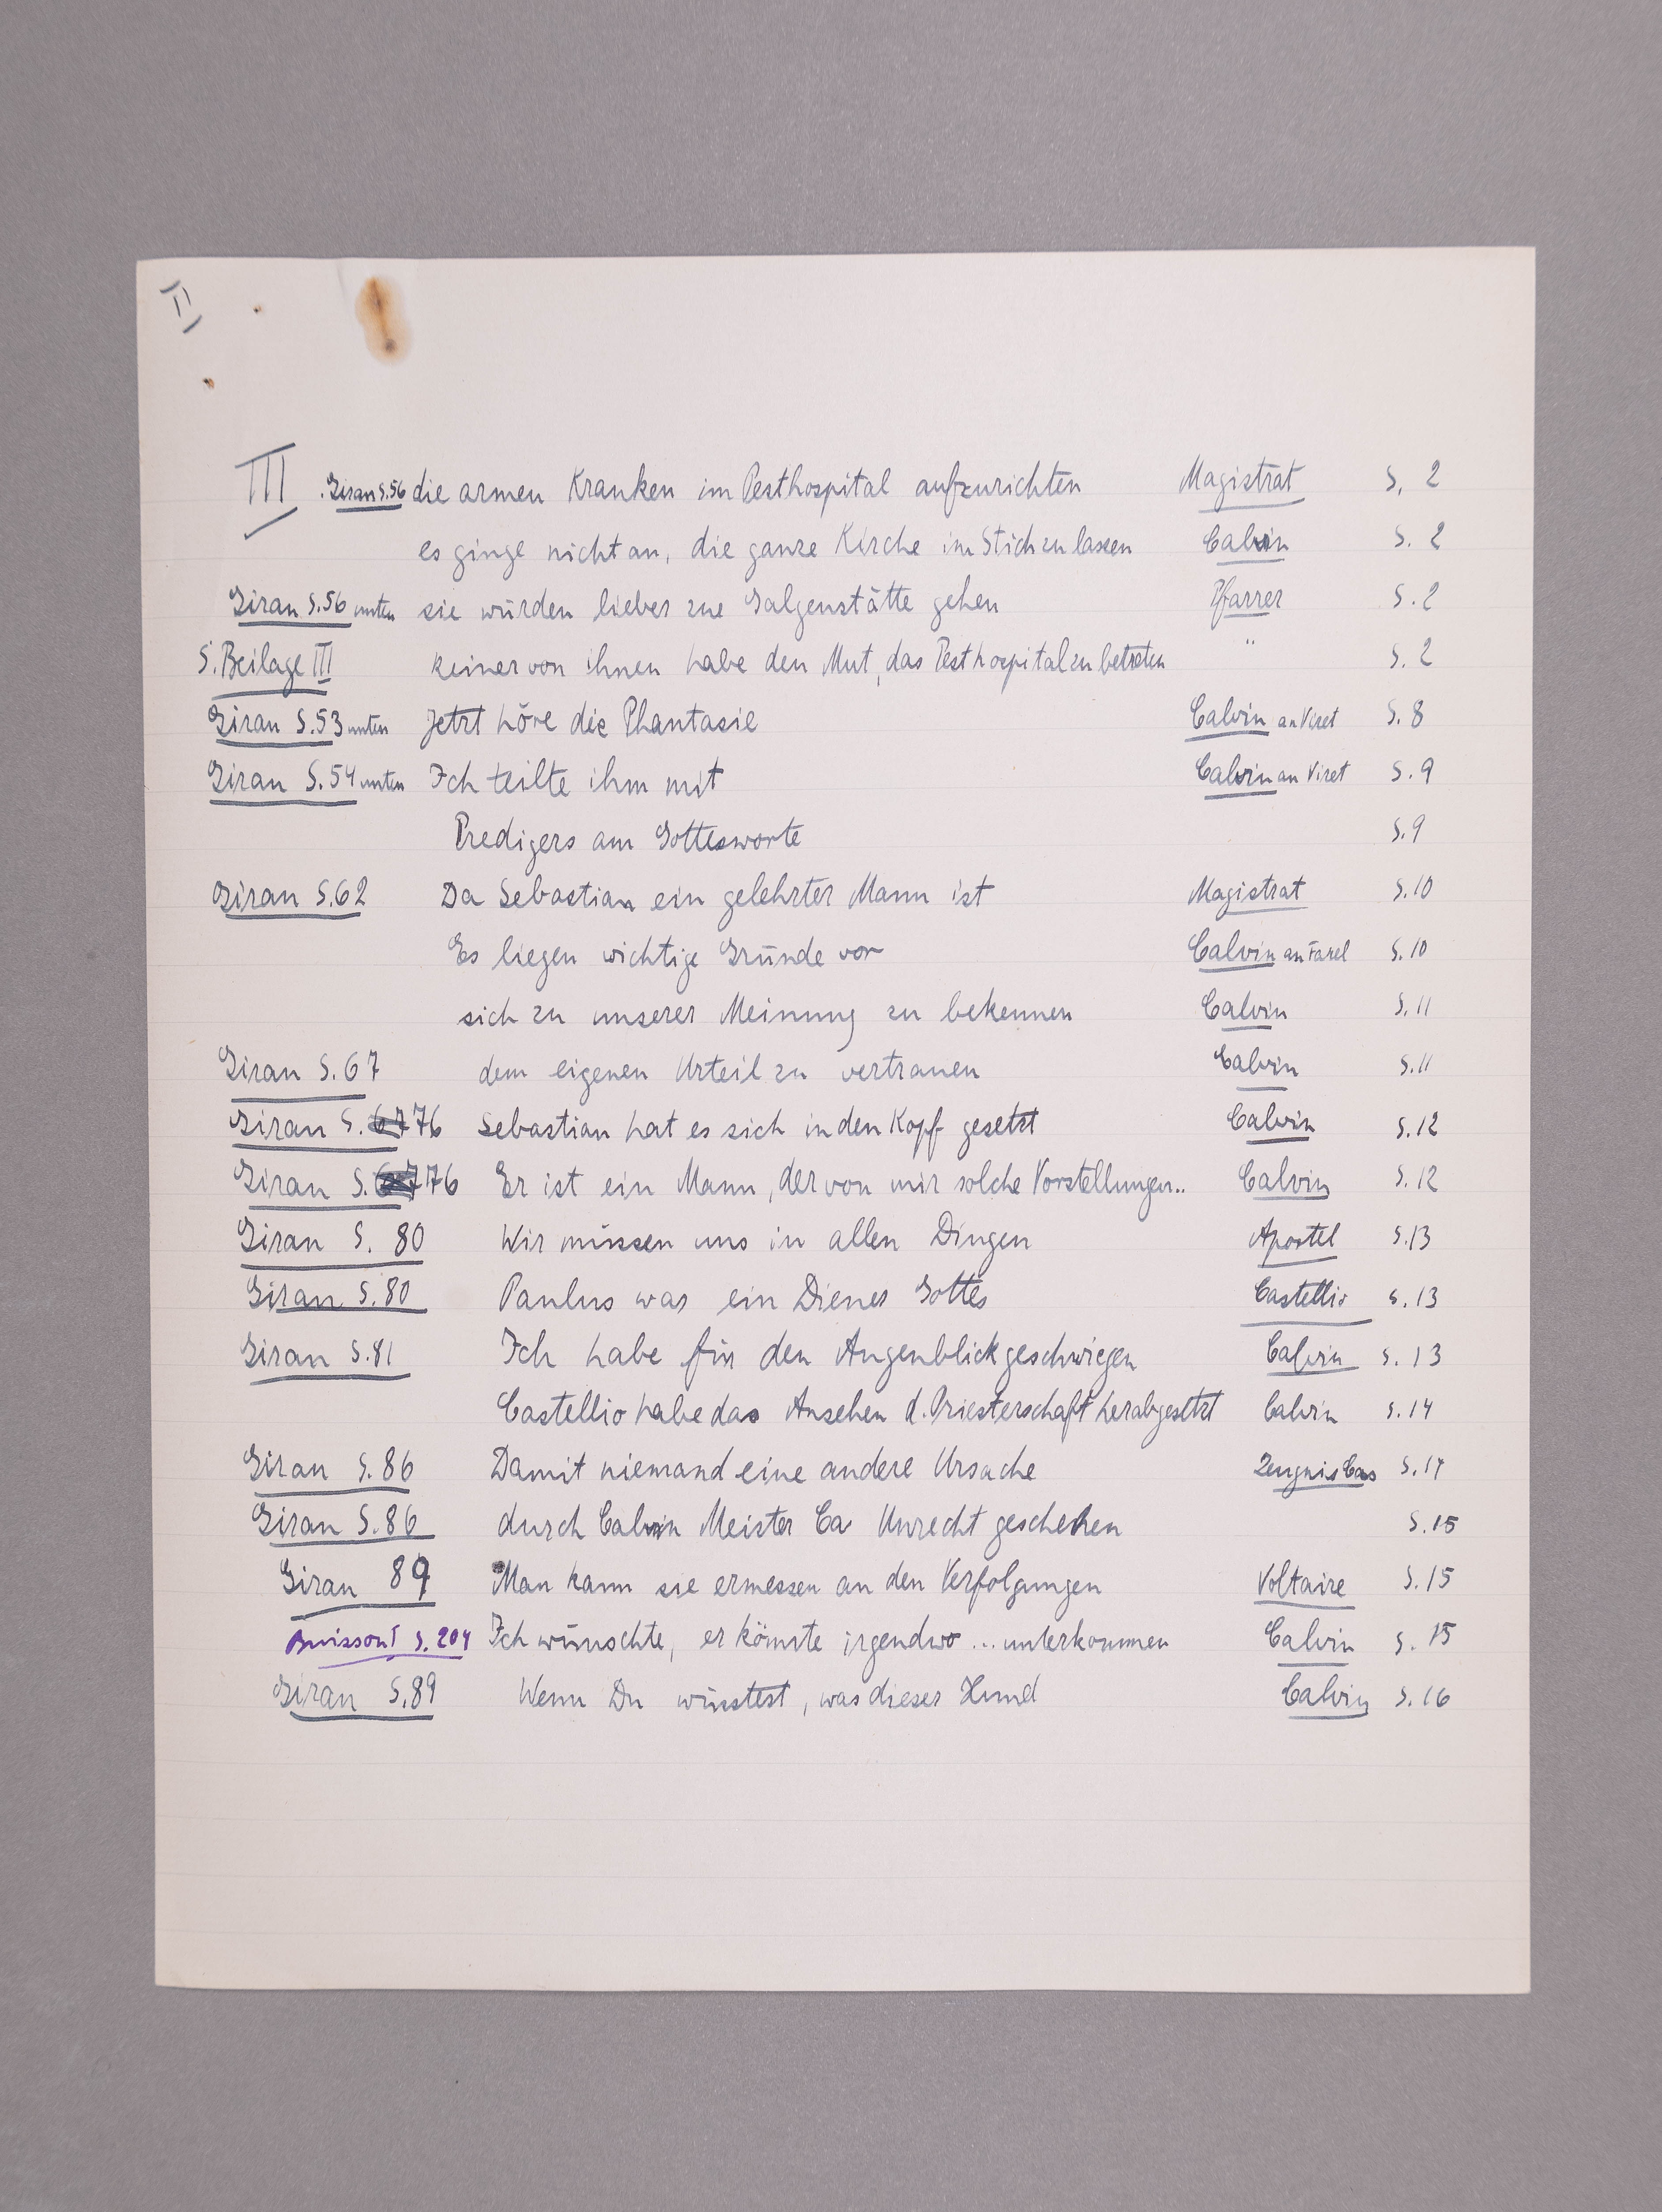 II
III Giran S.56 die armen Kranken im Pesthospital aufzurichten Magistrat S. 2
es ginge nicht an, die ganze Kirche im Stich zu lassen Calvin S. 2
Giran S.56 unten sie würden lieber zur Galgenstätte gehen Pfarrer S. 2
S. Beilage III keiner von ihnen habe den Mut, das Pesthospital zu betreten " S. 2
Giran S.53 unten Jetzt höre die Phantasie Calvin an Viret S. 8
Giran S.54 unten Ich teilte ihm mit Calvin an Viret S. 9
Predigers am Gottesworte S.9
Giran S.62 Da Sebastian ein gelehrter Mann ist Magistrat S.10
Es liegen wichtige Gründe vor Calvin an Farel S. 10
sich zu unserer Meinung zu bekennen Calvin S. 11
Giran S. 67 dem eigenen Urteil zu vertrauen Calvin S.11
Giran S. 67 76 Sebastian hat es sich in den Kopf gesetzt Calvin S.12
Giran S. 67 76 Er ist ein Mann, der von mir solche Vorstellungen.. Calvin S. 12
Giran S. 80 Wir müssen uns in allen Dingen Apostel S.13
Giran S.80 Paulus war ein Diener Gottes Castellio S. 13
Giran S.81 Ich habe für den Augenblick geschwiegen Calvin S. 13
Castellio habe das Ansehen d. Priesterschaft herabgesetzt Calvin S. 14
Giran S. 86 Damit niemand eine andere Ursache Zeugnis Cas S. 14
Giran S.86 durch Calvin Meister Ca Unrecht geschehen S.15
Giran 89 Man kann sie ermessen an den Verfolgungen Voltaire S. 15
Buisson I S. 204 Ich wünschte, er könnte irgendwo ... unterkommen Calvin S. 15
Giran S.89 Wenn Du wüsstest, was dieser Hund Calvin S. 16